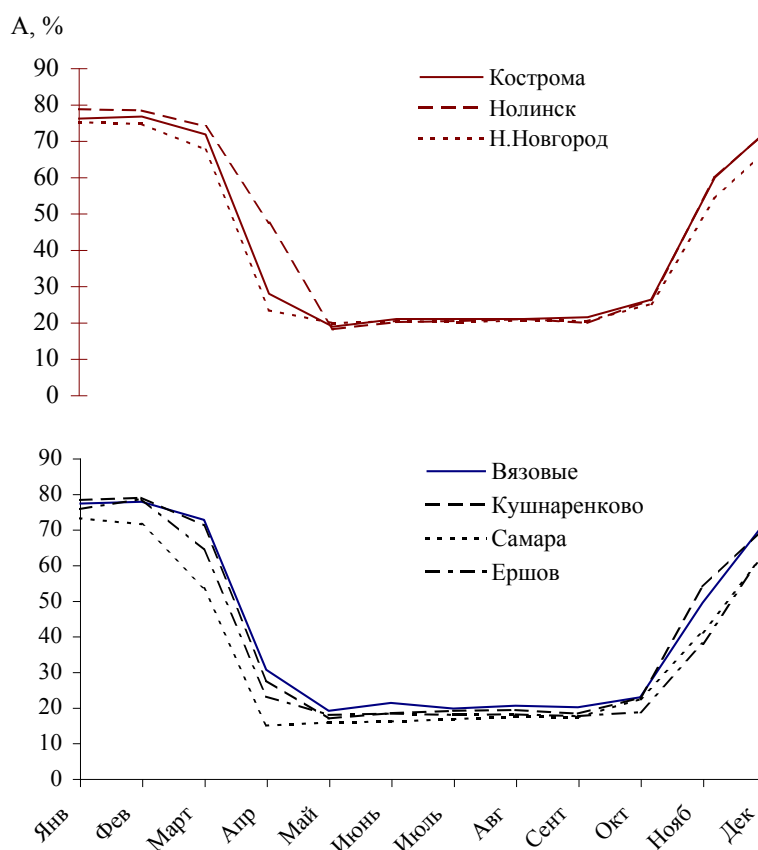 А, %
90
80
70
60
50
40
30
20
10
0
Кострома
Нолинск
Н.Новгород
90
80
70
60
50
40
30
20
10
0
Вязовые
Кушнаренково
Самара
Ершов
Янв
Фев
Март
Апр
Май
Июнь
Июль
Авг
Сент
Окт
Нояб
Дек